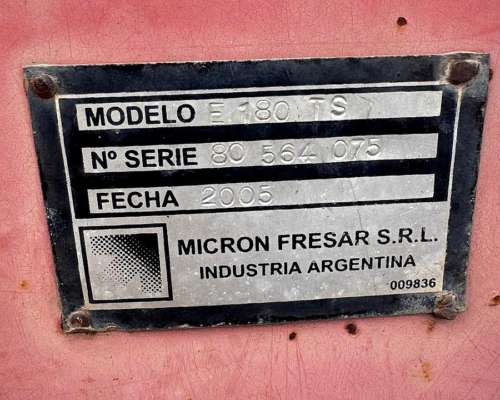 MODELO E 180 TS
Nº SERIE 80 564 075
FECHA 2005
MICRON FRESAR S.R.L.
INDUSTRIA ARGENTINA
009836